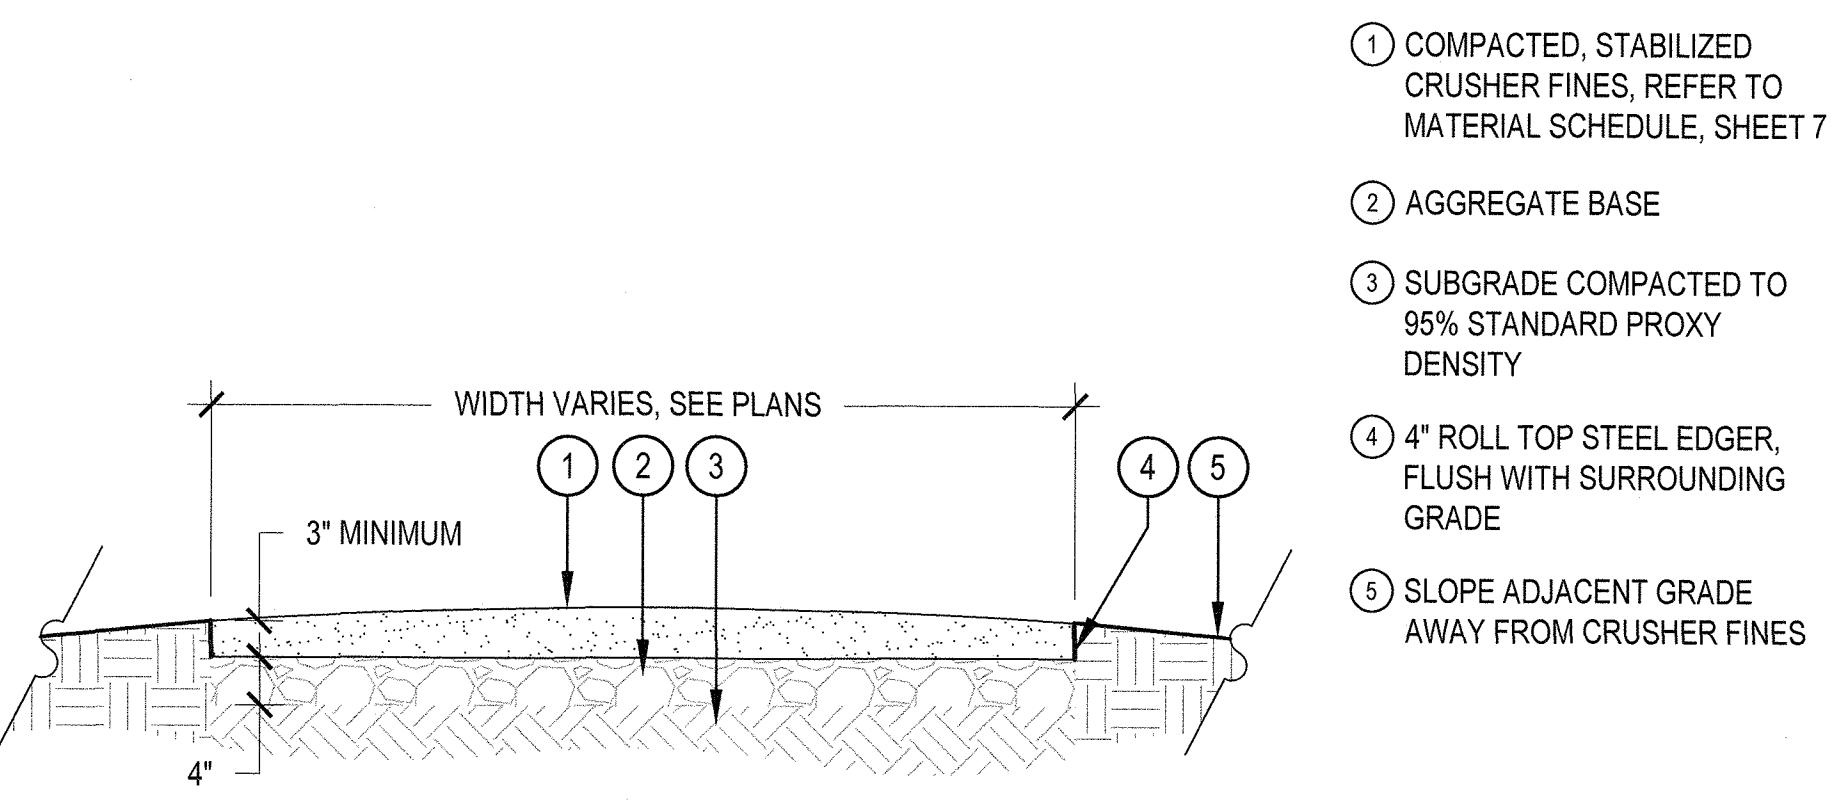 ① COMPACTED, STABILIZED
CRUSHER FINES, REFER TO
MATERIAL SCHEDULE, SHEET 7
② AGGREGATE BASE
③ SUBGRADE COMPACTED TO
95% STANDARD PROXY
DENSITY
④ 4" ROLL TOP STEEL EDGER,
FLUSH WITH SURROUNDING
GRADE
⑤ SLOPE ADJACENT GRADE
AWAY FROM CRUSHER FINES
WIDTH VARIES, SEE PLANS
1 2 3 4 5
3" MINIMUM
4"